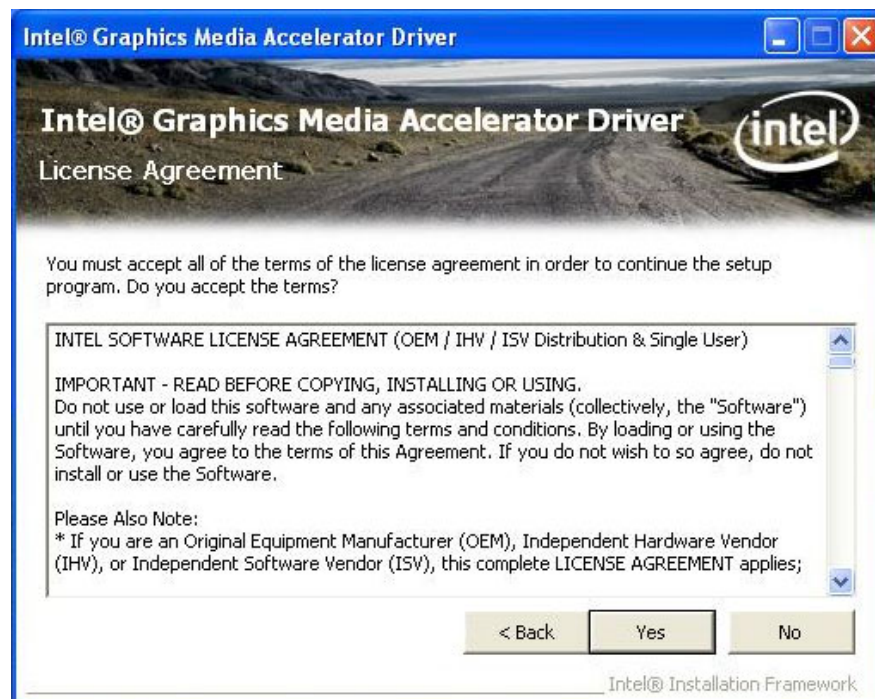 Intel® Graphics Media Accelerator Driver
Intel® Graphics Media Accelerator Driver
intel
License Agreement
You must accept all of the terms of the license agreement in order to continue the setup
program. Do you accept the terms?
INTEL SOFTWARE LICENSE AGREEMENT (OEM / IHV / ISV Distribution & Single User)
IMPORTANT - READ BEFORE COPYING, INSTALLING OR USING.
Do not use or load this software and any associated materials (collectively, the "Software")
until you have carefully read the following terms and conditions. By loading or using the
Software, you agree to the terms of this Agreement. If you do not wish to so agree, do not
install or use the Software.
Please Also Note:
* If you are an Original Equipment Manufacturer (OEM), Independent Hardware Vendor
(IHV), or Independent Software Vendor (ISV), this complete LICENSE AGREEMENT applies;
< Back
Yes
No
Intel® Installation Framework